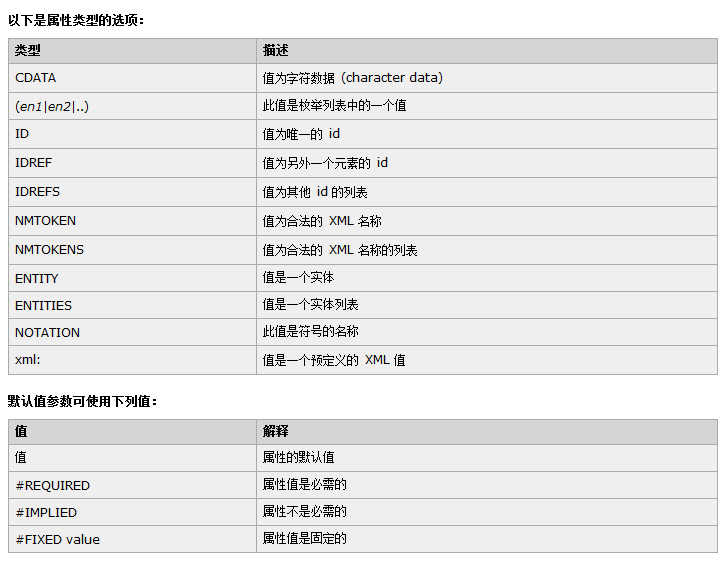 以下是属性类型的选项：
类型 描述
CDATA 值为字符数据 (character data)
(en1|en2|..) 此值是枚举列表中的一个值
ID 值为唯一的 id
IDREF 值为另外一个元素的 id
IDREFS 值为其他 id 的列表
NMTOKEN 值为合法的 XML 名称
NMTOKENS 值为合法的 XML 名称的列表
ENTITY 值是一个实体
ENTITIES 值是一个实体列表
NOTATION 此值是符号的名称
xml: 值是一个预定义的 XML 值
默认值参数可使用下列值：
值 解释
值 属性的默认值
#REQUIRED 属性值是必需的
#IMPLIED 属性不是必需的
#FIXED value 属性值是固定的